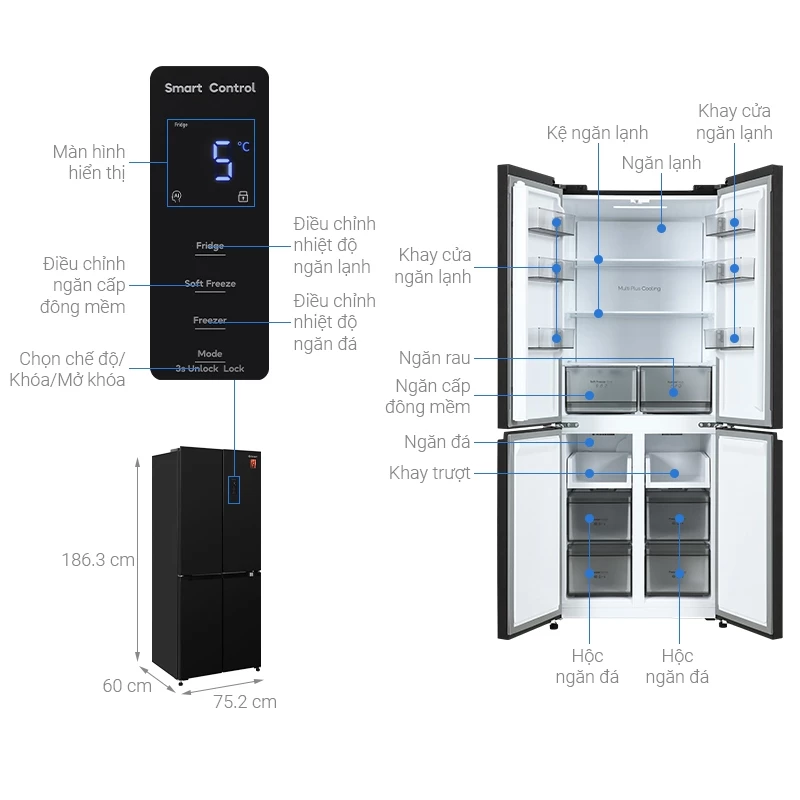 Smart Control
Fridge
5 °C
AI
Màn hình
hiển thị
Fridge
Điều chỉnh
nhiệt độ
ngăn lạnh
Soft Freeze
Điều chỉnh
ngăn cấp
đông mềm
Freezer
Điều chỉnh
nhiệt độ
ngăn đá
Mode
3s Unlock Lock
Chọn chế độ/
Khóa/Mở khóa
186.3 cm
60 cm
75.2 cm
Khay cửa
ngăn lạnh
Kệ ngăn lạnh
Ngăn lạnh
Khay cửa
ngăn lạnh
Multi Flux Cooling
Ngăn rau
Ngăn cấp
đông mềm
Ngăn đá
Khay trượt
Hộc
ngăn đá
Hộc
ngăn đá